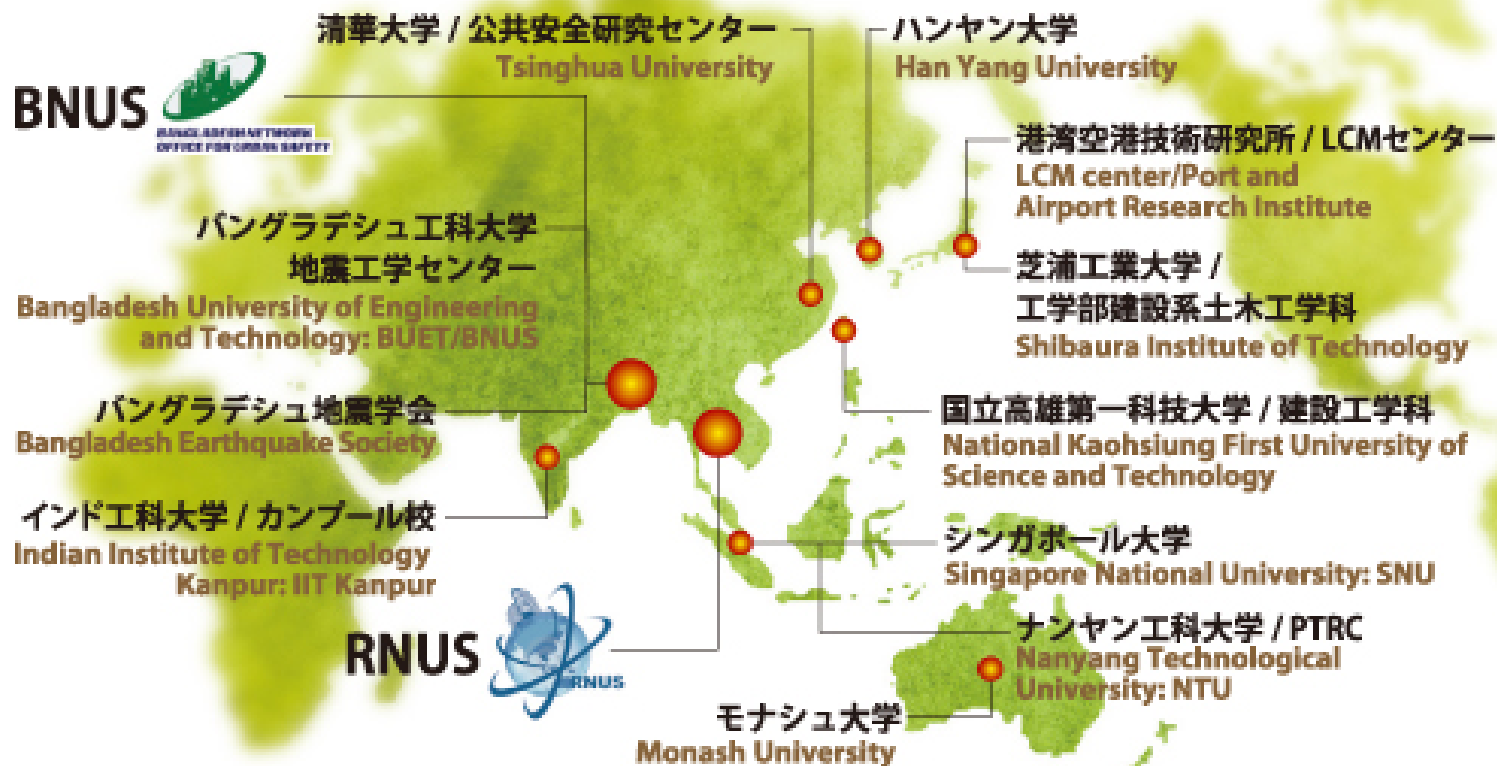 清華大学 / 公共安全研究センター
Tsinghua University
ハンヤン大学
Han Yang University
BNUS
BANGLADESH NETWORK
OFFICE FOR URBAN SAFETY
港湾空港技術研究所 / LCMセンター
LCM center/Port and
Airport Research Institute
バングラデシュ工科大学
地震工学センター
Bangladesh University of Engineering
and Technology: BUET/BNUS
芝浦工業大学 /
工学部建設系土木工学科
Shibaura Institute of Technology
バングラデシュ地震学会
Bangladesh Earthquake Society
国立高雄第一科技大学 / 建設工学科
National Kaohsiung First University of
Science and Technology
インド工科大学 / カンプール校
Indian Institute of Technology
Kanpur: IIT Kanpur
シンガポール大学
Singapore National University: SNU
RNUS
RNUS
ナンヤン工科大学 / PTRC
Nanyang Technological
University: NTU
モナシュ大学
Monash University